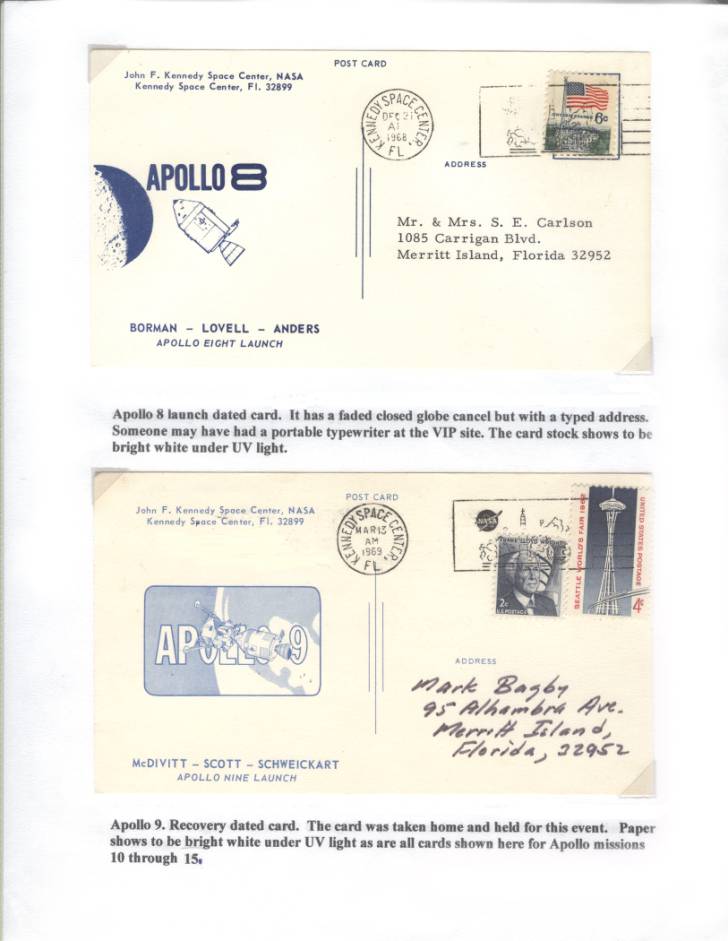 POST CARD
John F. Kennedy Space Center, NASA
Kennedy Space Center, Fl. 32899
KENNEDY SPACE CENTER,
DEC 21
A1
1968
FL.
6c
ADDRESS
APOLLO 8
Mr. & Mrs. S. E. Carlson
1085 Carrigan Blvd.
Merritt Island, Florida 32952
BORMAN – LOVELL – ANDERS
APOLLO EIGHT LAUNCH
Apollo 8 launch dated card. It has a faded closed globe cancel but with a typed address.
Someone may have had a portable typewriter at the VIP site. The card stock shows to be
bright white under UV light.
POST CARD
John F. Kennedy Space Center, NASA
Kennedy Space Center, Fl. 32899
KENNEDY SPACE CENTER,
MAR 13
AM
1969
FL.
NASA
2c
U.S. POSTAGE
SEATTLE WORLD'S FAIR 1962
UNITED STATES POSTAGE
4c
APOLLO 9
ADDRESS
Mark Bagby
95 Alhambra Ave.
Merritt Island,
Florida, 32952
McDIVITT – SCOTT – SCHWEICKART
APOLLO NINE LAUNCH
Apollo 9. Recovery dated card. The card was taken home and held for this event. Paper
shows to be bright white under UV light as are all cards shown here for Apollo missions
10 through 15.